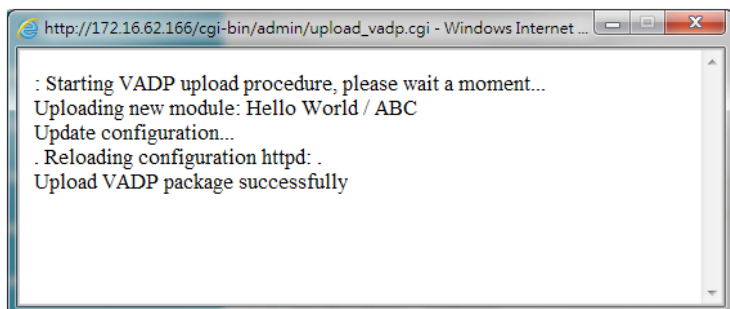 http://172.16.62.166/cgi-bin/admin/upload_vadp.cgi - Windows Internet ...
: Starting VADP upload procedure, please wait a moment...
Uploading new module: Hello World / ABC
Update configuration...
. Reloading configuration httpd: .
Upload VADP package successfully